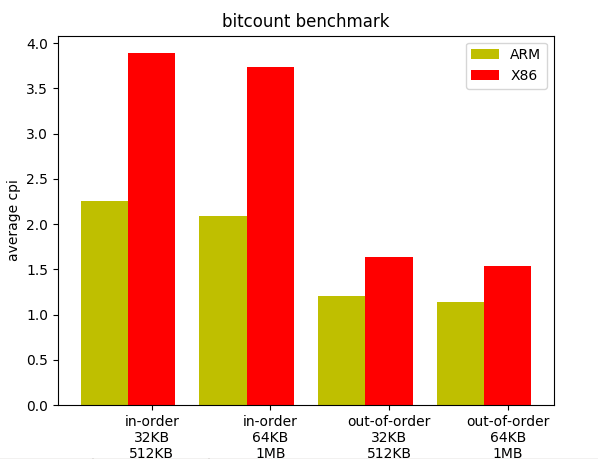 bitcount benchmark
ARM
X86
average cpi
4.0
3.5
3.0
2.5
2.0
1.5
1.0
0.5
0.0
in-order
32KB
512KB
in-order
64KB
1MB
out-of-order
32KB
512KB
out-of-order
64KB
1MB